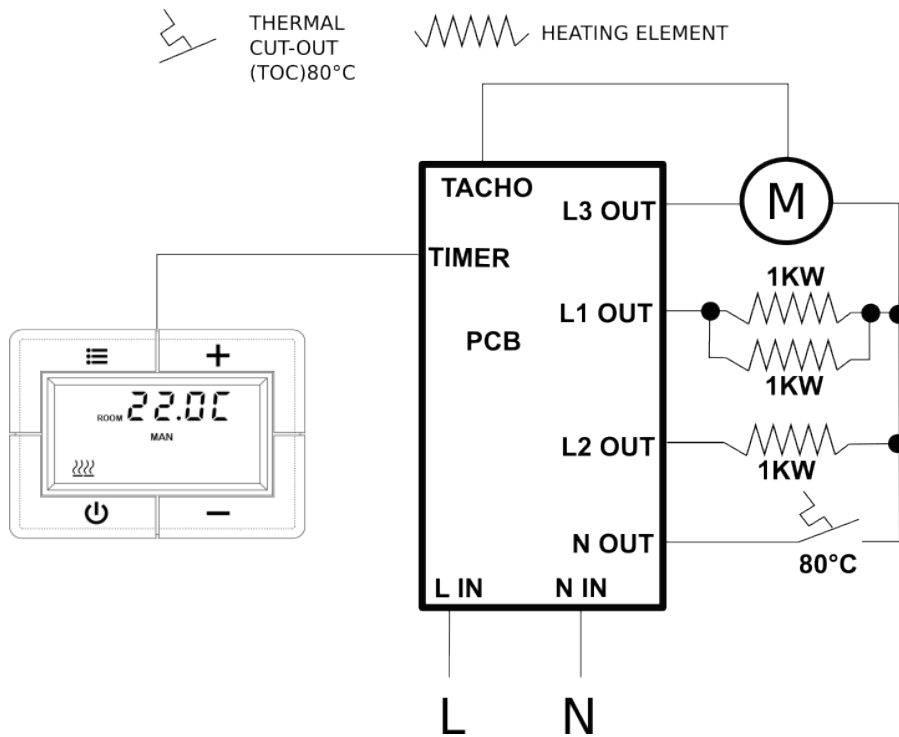 THERMAL
CUT-OUT
(TOC)80°C
HEATING ELEMENT
TACHO
L3 OUT
M
TIMER
1KW
L1 OUT
PCB
1KW
ROOM 22.0C
MAN
L2 OUT
1KW
N OUT
80°C
L IN
N IN
L
N